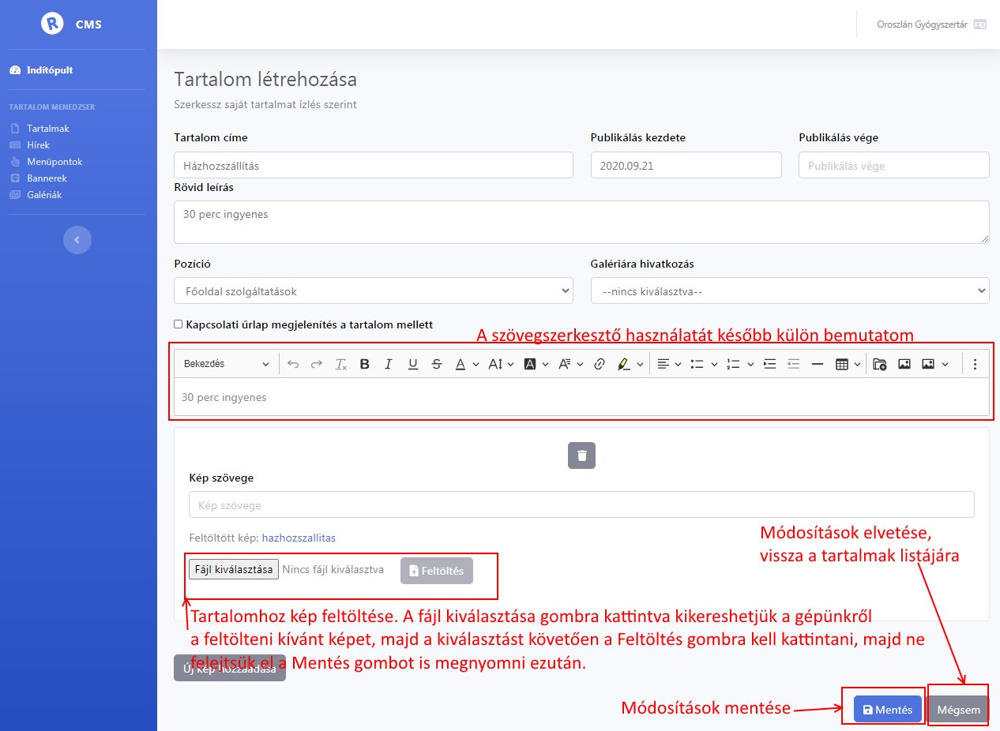 R CMS
Oroszlán Gyógyszertár
Indítópult
TARTALOM MENEDZSER
Tartalmak
Hírek
Menüpontok
Bannerek
Galériák
Tartalom létrehozása
Szerkessz saját tartalmat ízlés szerint
Tartalom címe Publikálás kezdete Publikálás vége
Házhozszállítás 2020.09.21 Publikálás vége
Rövid leírás
30 perc ingyenes
Pozíció Galériára hivatkozás
Főoldal szolgáltatások --nincs kiválasztva--
Kapcsolati űrlap megjelenítés a tartalom mellett
A szövegszerkesztő használatát később külön bemutatom
Bekezdés
30 perc ingyenes
Kép szövege
Kép szövege
Feltöltött kép: hazhozszallitas
Módosítások elvetése,
vissza a tartalmak listájára
Fájl kiválasztása Nincs fájl kiválasztva Feltöltés
Tartalomhoz kép feltöltése. A fájl kiválasztása gombra kattintva kikereshetjük a gépünkről
a feltölteni kívánt képet, majd a kiválasztást követően a Feltöltés gombra kell kattintani, majd ne
felejtsük el a Mentés gombot is megnyomni ezután.
Új kép hozzáadása
Módosítások mentése
Mentés Mégsem